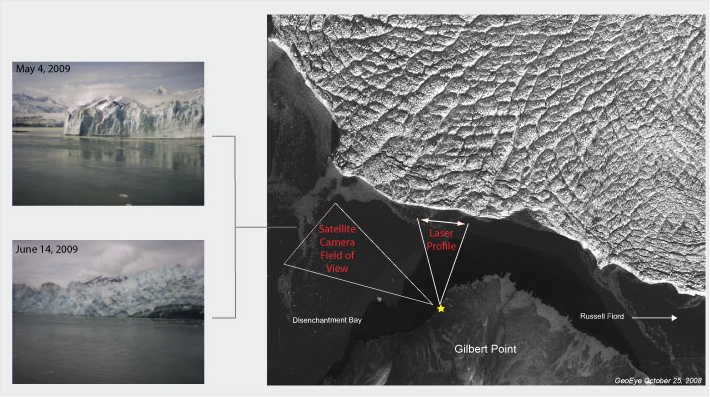 May 4, 2009
June 14, 2009
Satellite
Camera
Field of
View
Laser
Profile
Disenchantment Bay
Russell Fiord
Gilbert Point
GeoEye October 25, 2008